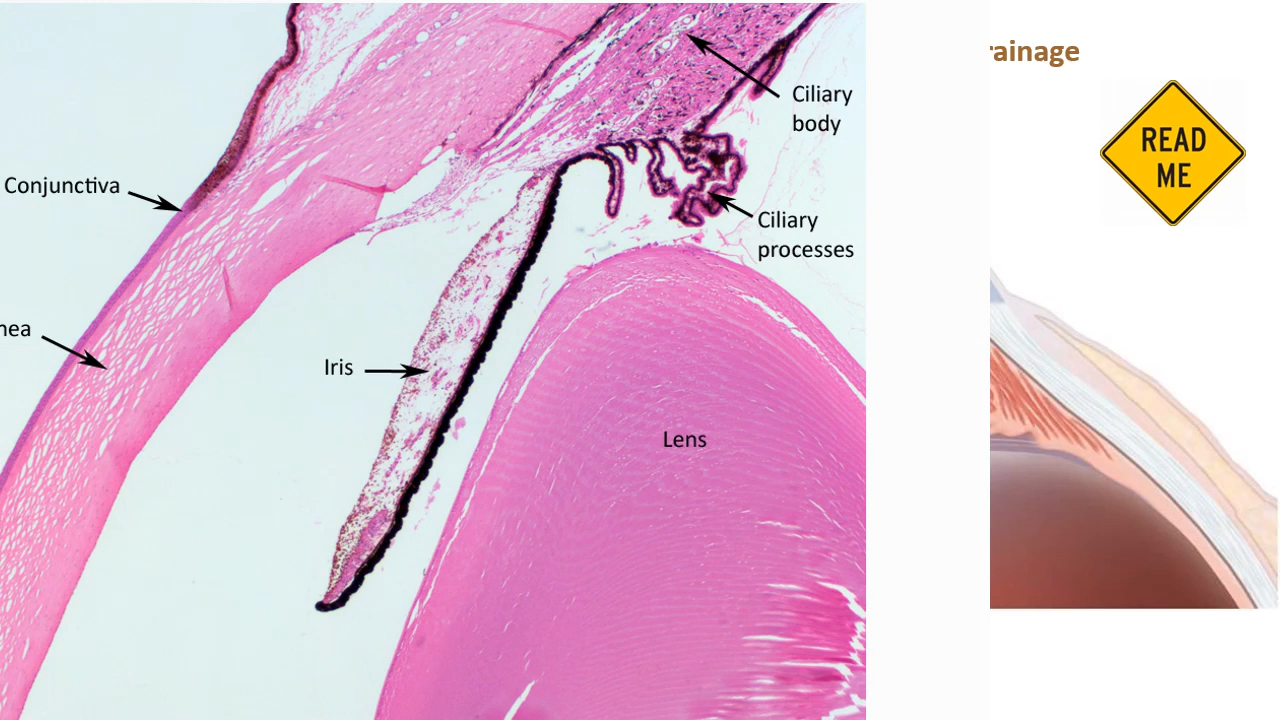 rainage
READ
ME
Ciliary
body
Conjunctiva
Ciliary
processes
nea
Iris
Lens